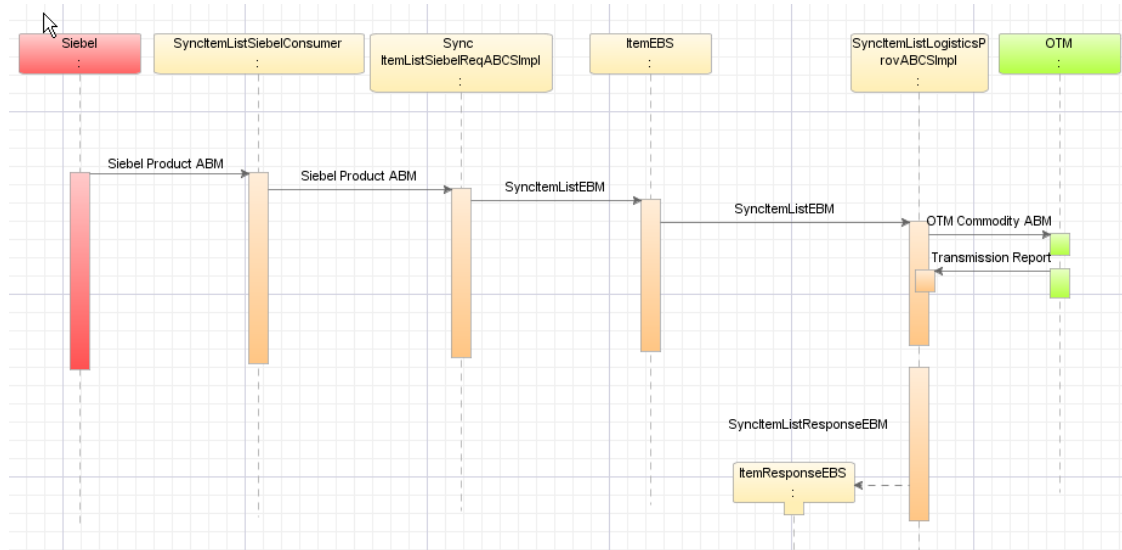 Siebel
:
SyncItemListSiebelConsumer
:
Sync
ItemListSiebelReqABCSImpl
:
ItemEBS
:
SyncItemListLogisticsP
rovABCSImpl
:
OTM
:
Siebel Product ABM
Siebel Product ABM
SyncItemListEBM
SyncItemListEBM
OTM Commodity ABM
Transmission Report
SyncItemListResponseEBM
ItemResponseEBS
: